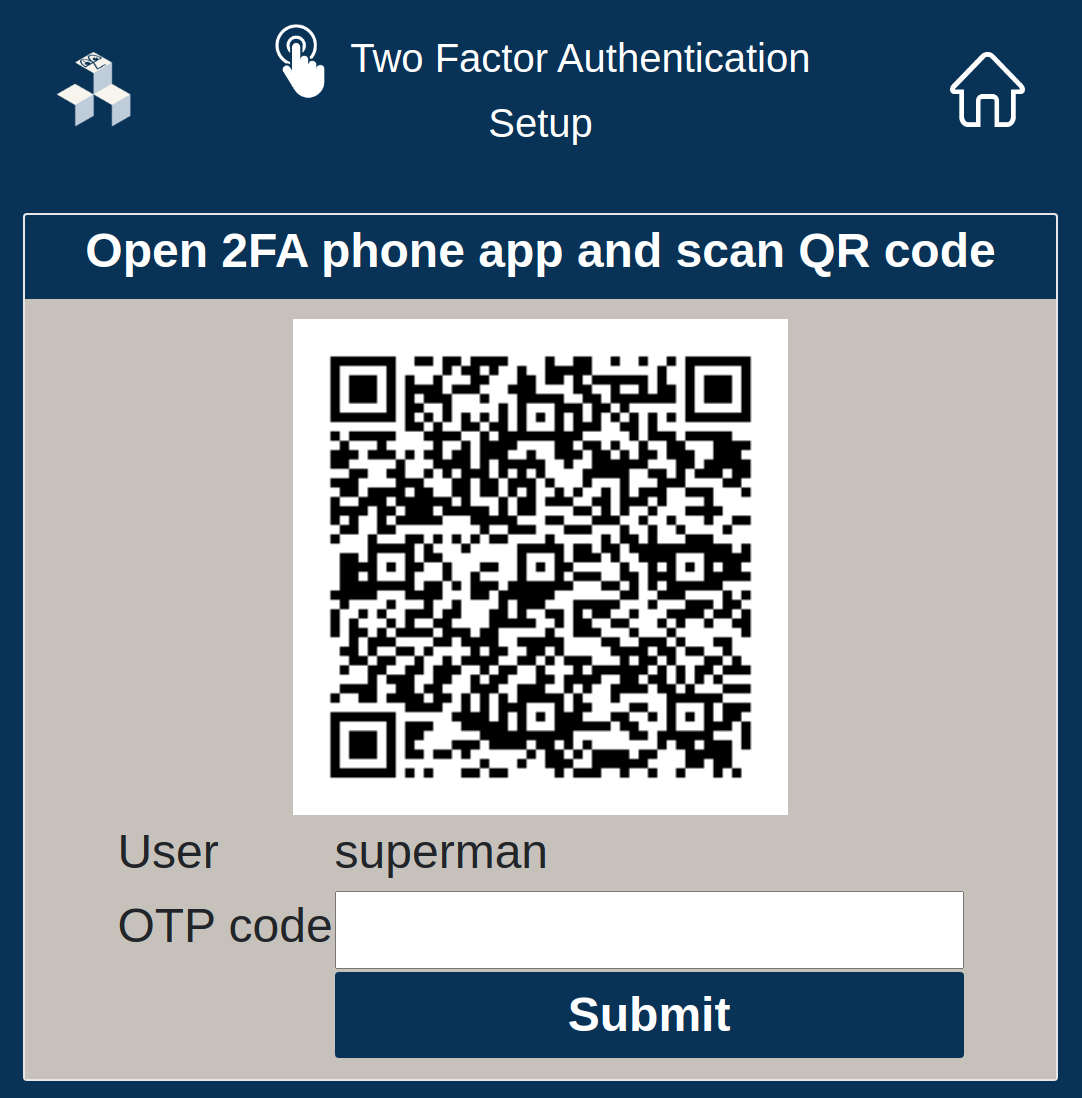 Two Factor Authentication
Setup
Open 2FA phone app and scan QR code
User superman
OTP code
Submit